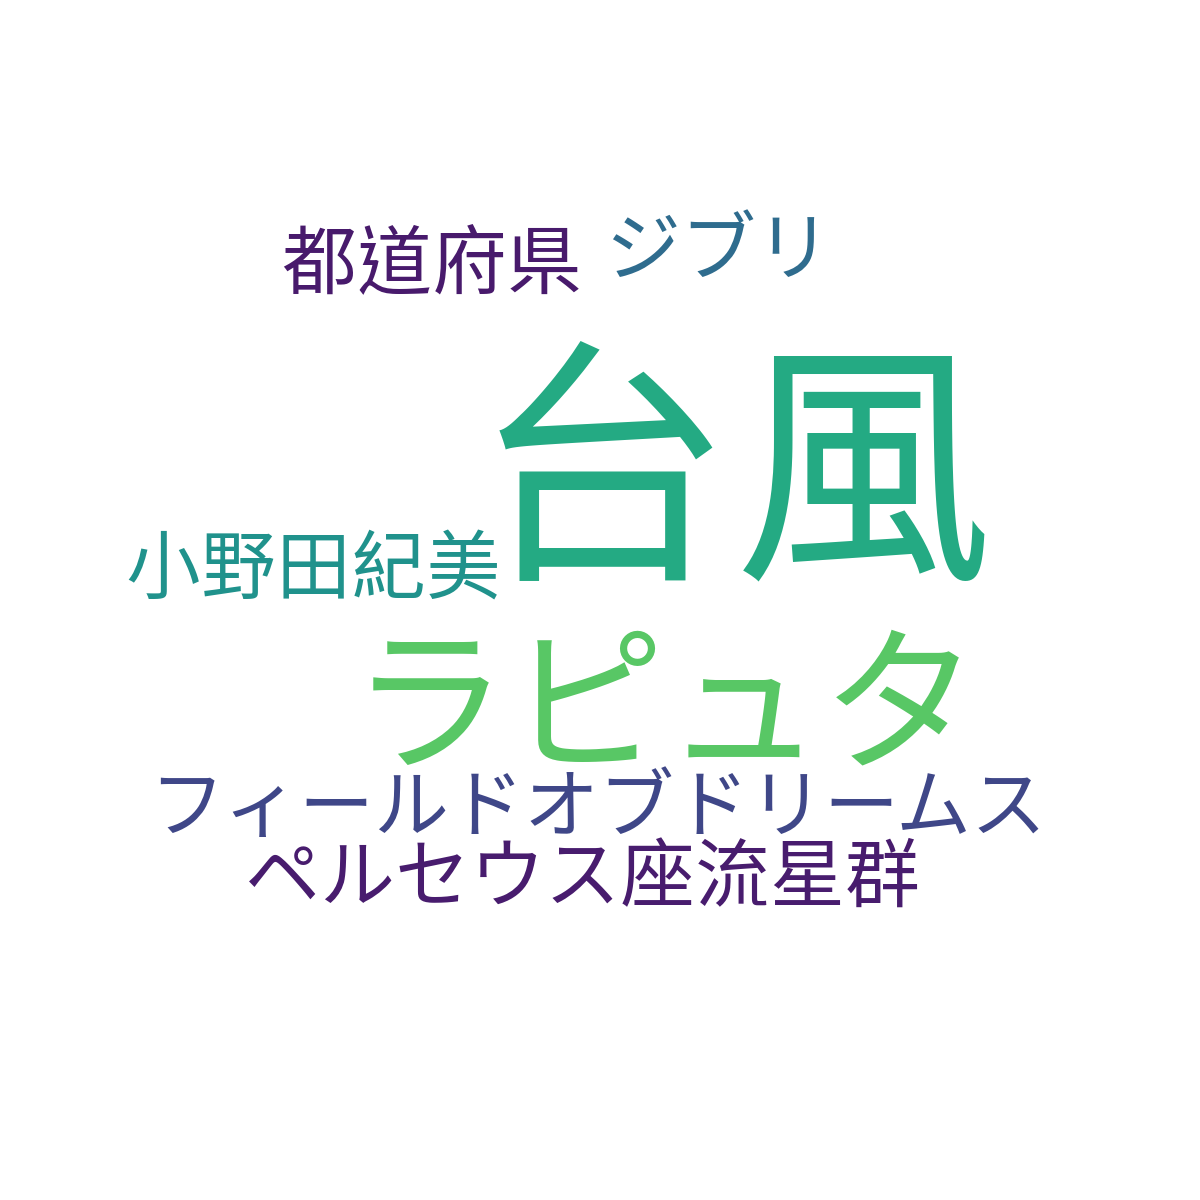 都道府県
ジブリ
台風
小野田紀美
ラピュタ
フィールドオブドリームス
ペルセウス座流星群